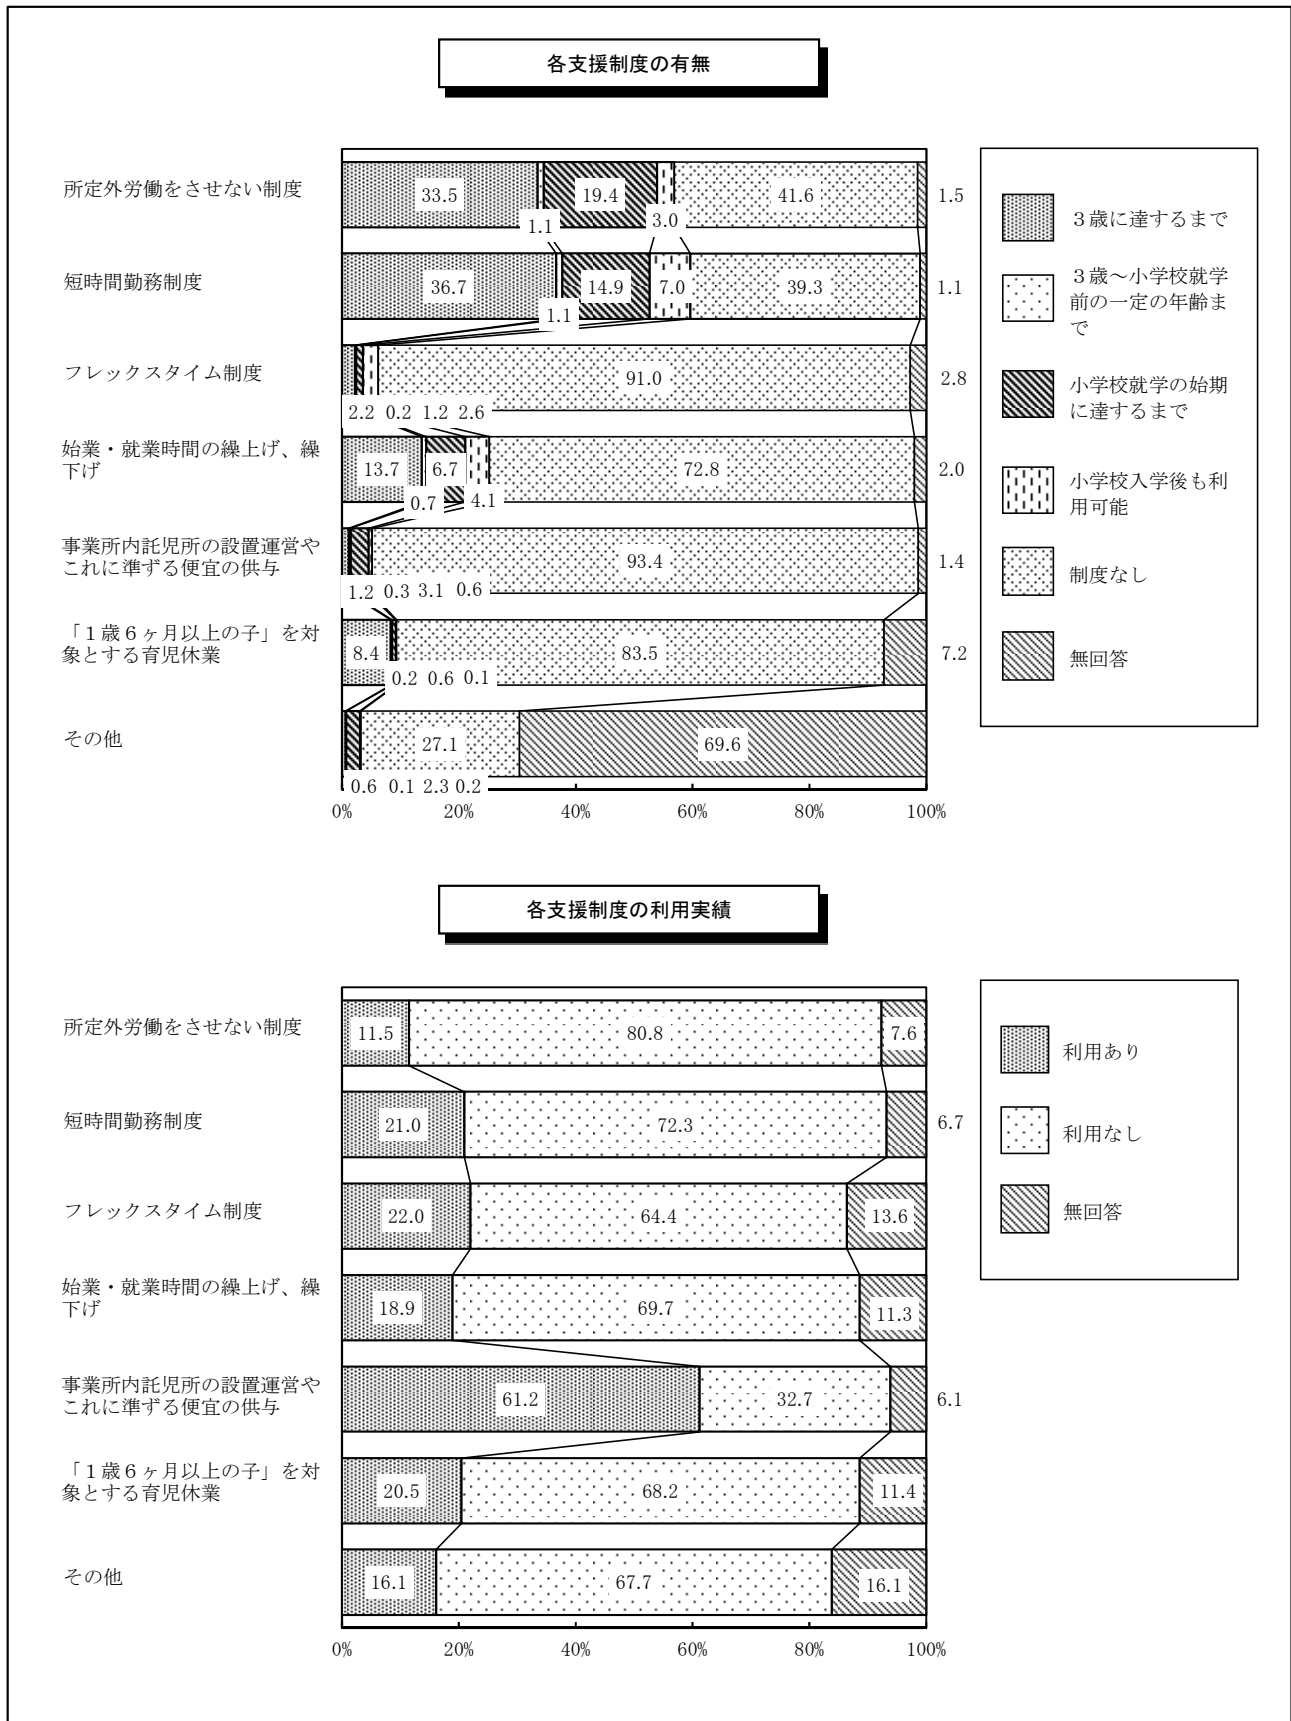 各支援制度の有無
所定外労働をさせない制度
33.5
1.1
19.4
3.0
41.6
1.5
短時間勤務制度
36.7
1.1
14.9
7.0
39.3
1.1
フレックスタイム制度
91.0
2.8
2.2 0.2 1.2 2.6
始業・就業時間の繰上げ、繰
下げ
13.7
0.7
6.7
4.1
72.8
2.0
事業所内託児所の設置運営や
これに準ずる便宜の供与
93.4
1.4
1.2 0.3 3.1 0.6
「1歳6ヶ月以上の子」を対
象とする育児休業
8.4
0.2 0.6 0.1
83.5
7.2
その他
27.1
69.6
0.6 0.1 2.3 0.2
0% 20% 40% 60% 80% 100%
3歳に達するまで
3歳～小学校就学
前の一定の年齢ま
で
小学校就学の始期
に達するまで
小学校入学後も利
用可能
制度なし
無回答
各支援制度の利用実績
所定外労働をさせない制度
11.5
80.8
7.6
短時間勤務制度
21.0
72.3
6.7
フレックスタイム制度
22.0
64.4
13.6
始業・就業時間の繰上げ、繰
下げ
18.9
69.7
11.3
事業所内託児所の設置運営や
これに準ずる便宜の供与
61.2
32.7
6.1
「1歳6ヶ月以上の子」を対
象とする育児休業
20.5
68.2
11.4
その他
16.1
67.7
16.1
0% 20% 40% 60% 80% 100%
利用あり
利用なし
無回答